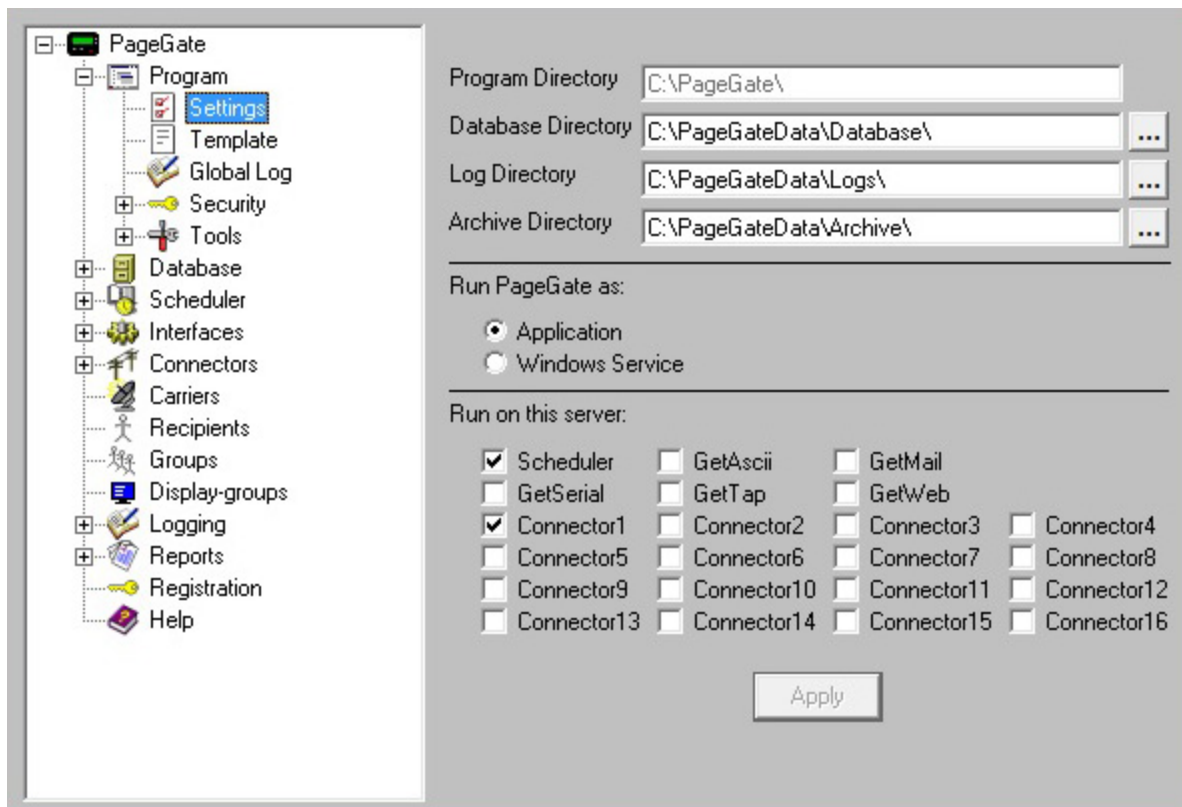 PageGate
Program
Settings
Template
Global Log
Security
Tools
Database
Scheduler
Interfaces
Connectors
Carriers
Recipients
Groups
Display-groups
Logging
Reports
Registration
Help
Program Directory C:\PageGate\
Database Directory C:\PageGateData\Database\ ...
Log Directory C:\PageGateData\Logs\ ...
Archive Directory C:\PageGateData\Archive\ ...
Run PageGate as:
Application
Windows Service
Run on this server:
Scheduler GetAscii GetMail
GetSerial GetTap GetWeb
Connector1 Connector2 Connector3 Connector4
Connector5 Connector6 Connector7 Connector8
Connector9 Connector10 Connector11 Connector12
Connector13 Connector14 Connector15 Connector16
Apply